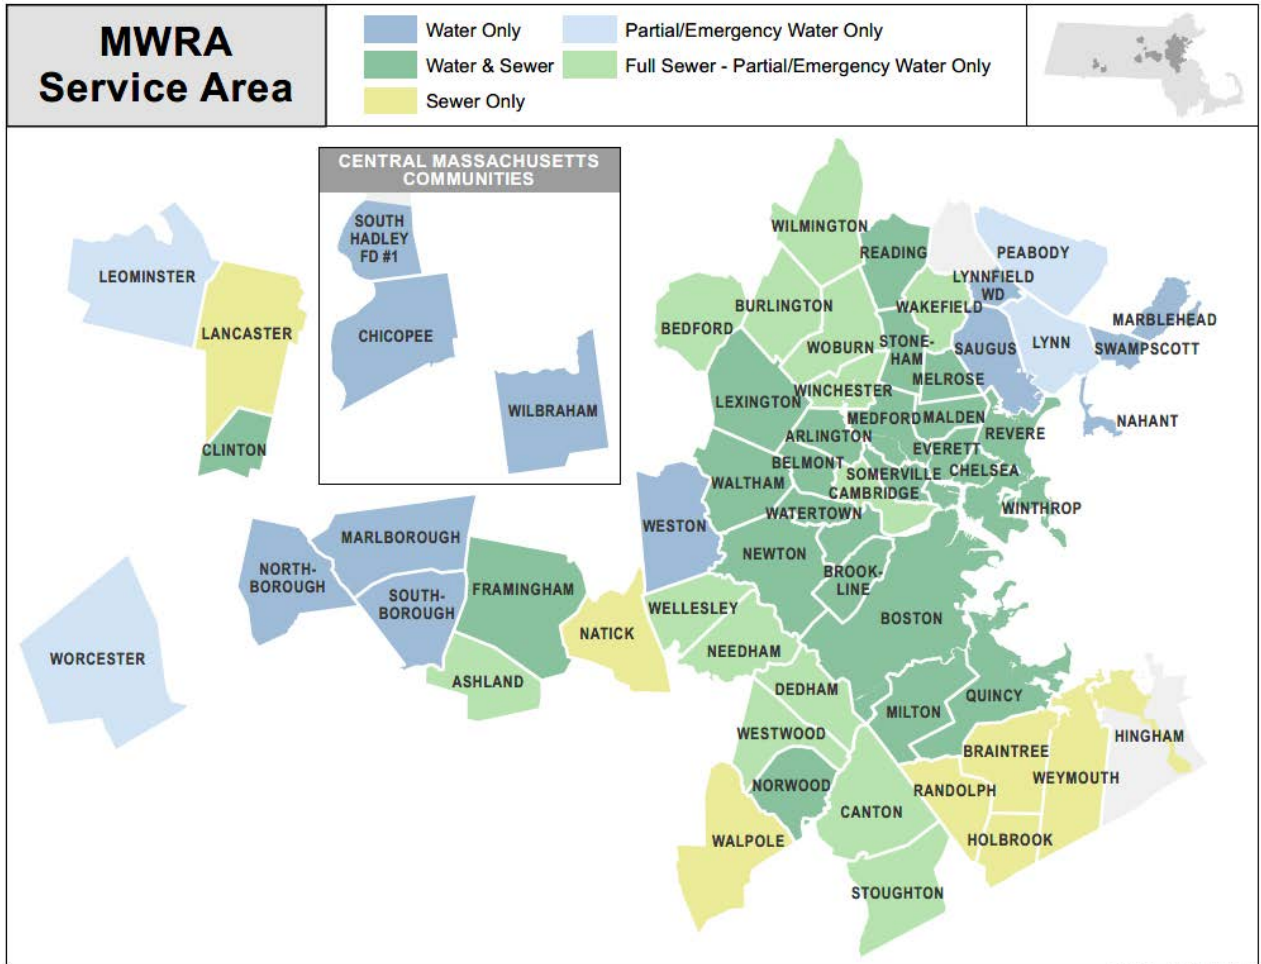 MWRA
Service Area
Water Only
Partial/Emergency Water Only
Water & Sewer
Full Sewer - Partial/Emergency Water Only
Sewer Only
CENTRAL MASSACHUSETTS
COMMUNITIES
SOUTH
HADLEY
FD #1
CHICOPEE
WILBRAHAM
LEOMINSTER
LANCASTER
CLINTON
WILMINGTON
READING
PEABODY
LYNNFIELD
WD
BURLINGTON
WAKEFIELD
BEDFORD
MARBLEHEAD
WOBURN
STONE-
HAM
SAUGUS
LYNN
SWAMPSCOTT
MELROSE
WINCHESTER
LEXINGTON
MEDFORD
MALDEN
NAHANT
ARLINGTON
REVERE
EVERETT
BELMONT
SOMERVILLE
CHELSEA
WALTHAM
CAMBRIDGE
WATERTOWN
WINTHROP
WESTON
MARLBOROUGH
NEWTON
NORTH-
BOROUGH
FRAMINGHAM
SOUTH-
BOROUGH
BROOK-
LINE
WELLESLEY
BOSTON
NATICK
WORCESTER
NEEDHAM
ASHLAND
DEDHAM
QUINCY
MILTON
WESTWOOD
HINGHAM
BRAINTREE
WEYMOUTH
NORWOOD
RANDOLPH
CANTON
WALPOLE
HOLBROOK
STOUGHTON